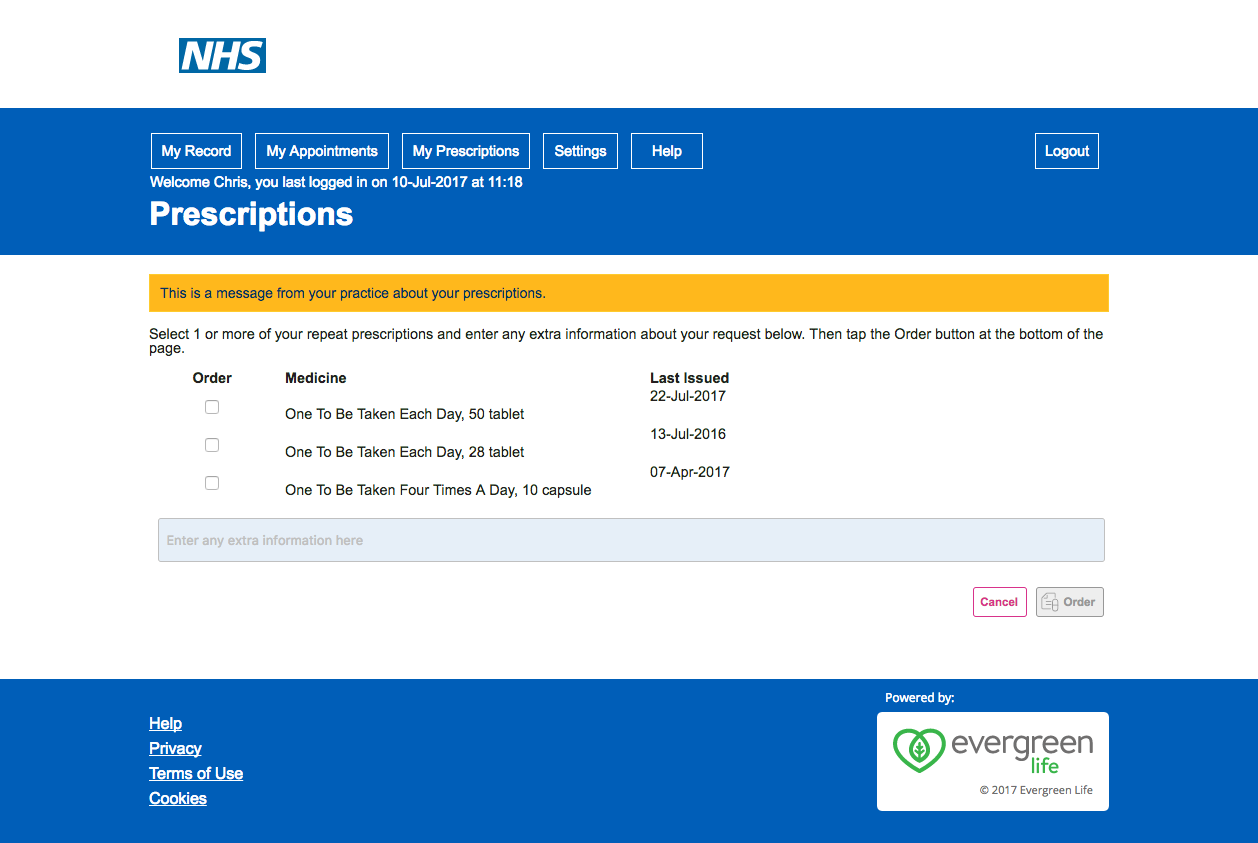 NHS
My Record My Appointments My Prescriptions Settings Help Logout
Welcome Chris, you last logged in on 10-Jul-2017 at 11:18
Prescriptions
This is a message from your practice about your prescriptions.
Select 1 or more of your repeat prescriptions and enter any extra information about your request below. Then tap the Order button at the bottom of the
page.
Order Medicine Last Issued
22-Jul-2017
One To Be Taken Each Day, 50 tablet
13-Jul-2016
One To Be Taken Each Day, 28 tablet
07-Apr-2017
One To Be Taken Four Times A Day, 10 capsule
Enter any extra information here
Cancel Order
Powered by:
Help
Privacy
Terms of Use
Cookies
evergreen
life
© 2017 Evergreen Life